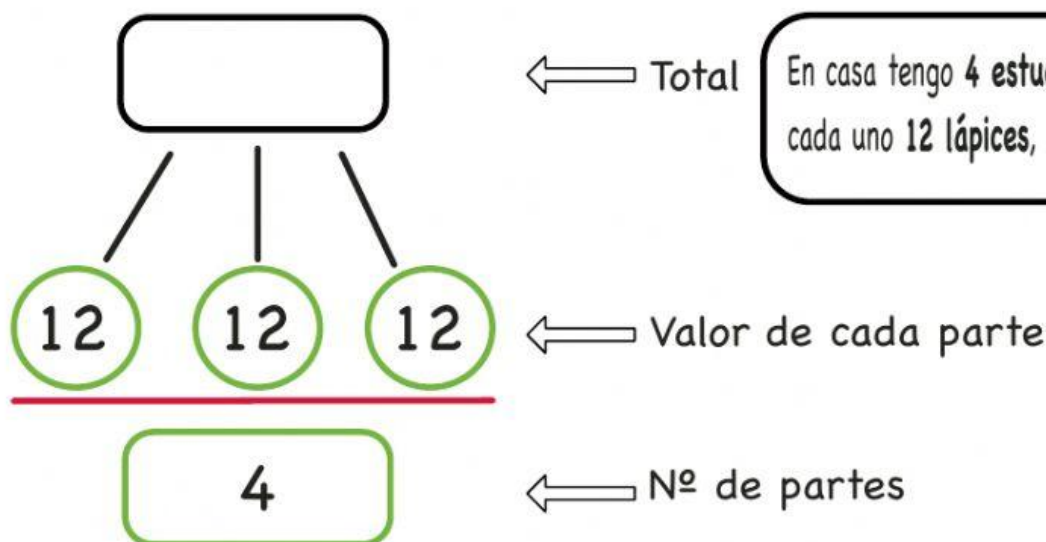 Total
En casa tengo 4
cada uno 12 lápices,
12 12 12
Valor de cada parte
4
Nº de partes